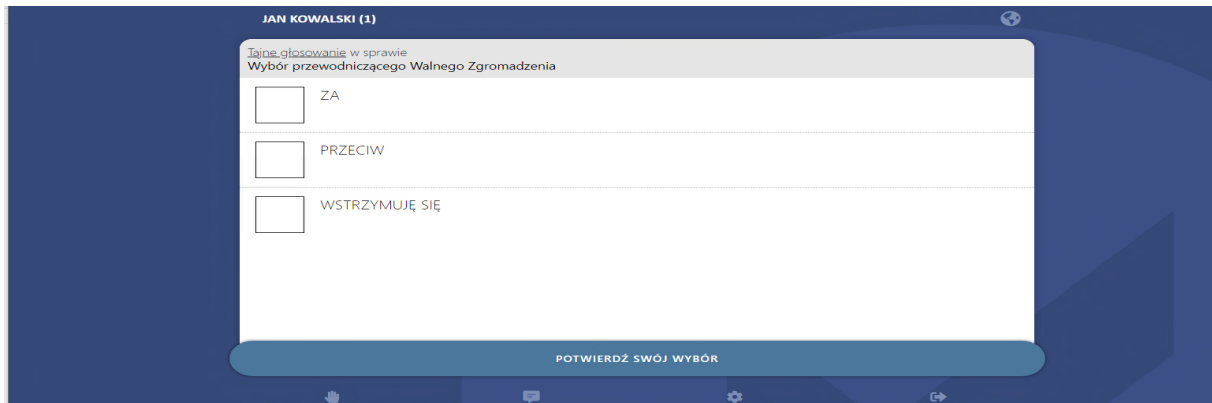 JAN KOWALSKI (1)
Tajne głosowanie w sprawie
Wybór przewodniczącego Walnego Zgromadzenia
ZA
PRZECIW
WSTRZYMUJĘ SIĘ
POTWIERDŹ SWÓJ WYBÓR